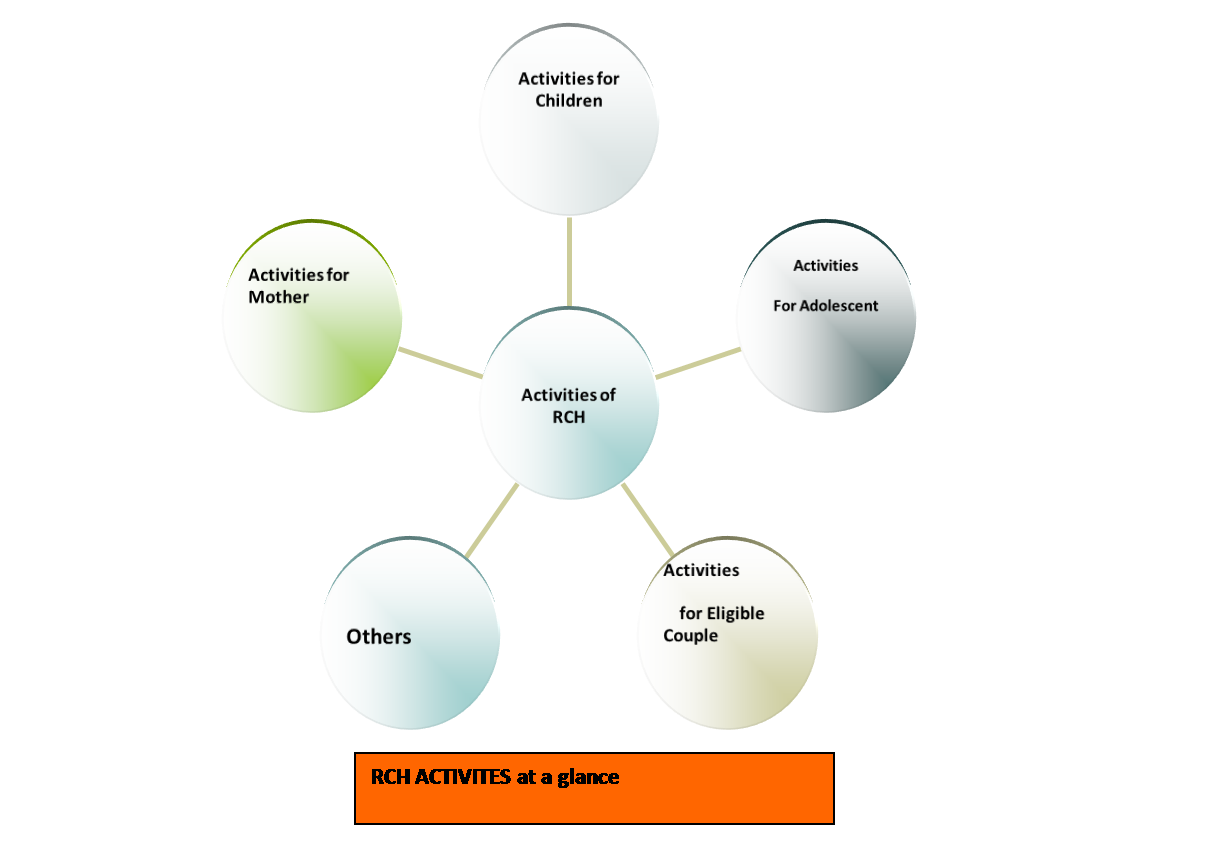 Activities for
Children
Activities for
Mother
Activities
For Adolescent
Activities of
RCH
Others
Activities
for Eligible
Couple
RCH ACTIVITES at a glance